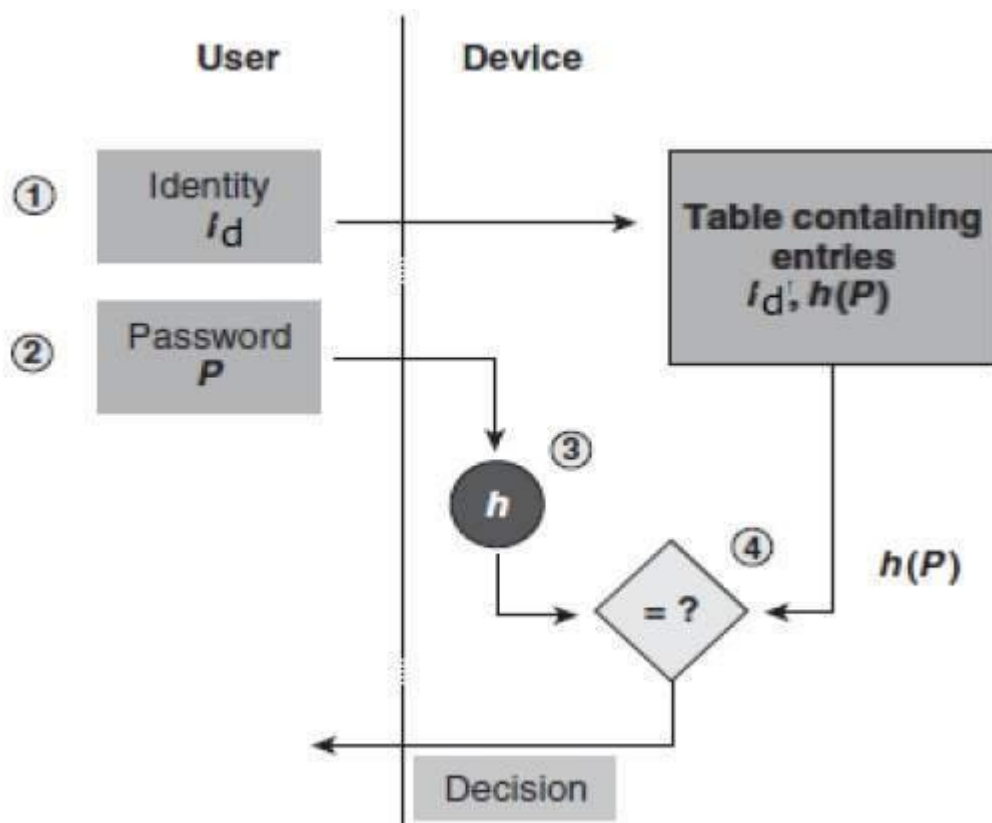 User
Device
①
Identity
Id
Table containing
entries
Id', h(P)
②
Password
P
③
h
④
= ?
h(P)
Decision